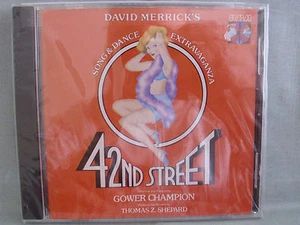 DAVID MERRICK'S
SONG & DANCE
EXTRAVAGANZA
42ND STREET
GOWER CHAMPION
THOMAS Z. SHEPARD